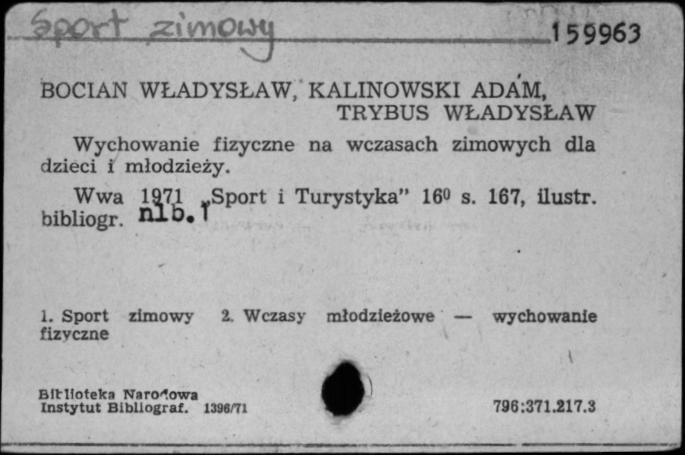 Sport zimowy
159963
BOCIAN WŁADYSŁAW, KALINOWSKI ADAM,
TRYBUS WŁADYSŁAW
Wychowanie fizyczne na wczasach zimowych dla
dzieci i młodzieży.
Wwa 1971 „Sport i Turystyka” 16⁰ s. 167, ilustr.
bibliogr. nlb. 1
1. Sport zimowy 2. Wczasy młodzieżowe — wychowanie
fizyczne
Biblioteka Narodowa
Instytut Bibliograf. 1396/71
796:371.217.3